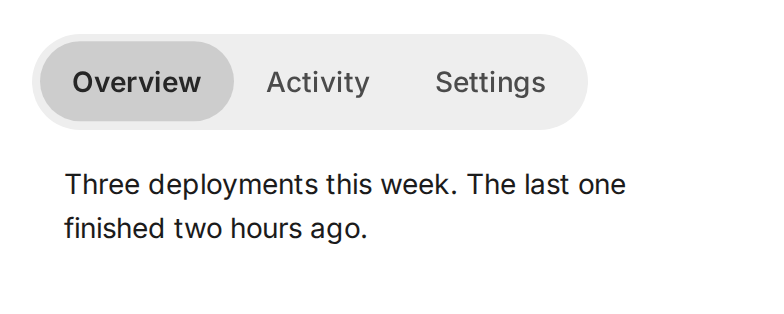 Overview Activity Settings
Three deployments this week. The last one
finished two hours ago.